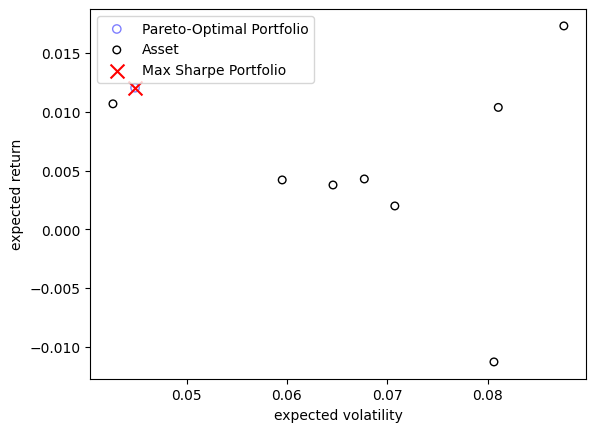 Pareto-Optimal Portfolio
Asset
Max Sharpe Portfolio
expected return
0.015
0.010
0.005
0.000
−0.005
−0.010
0.05 0.06 0.07 0.08
expected volatility